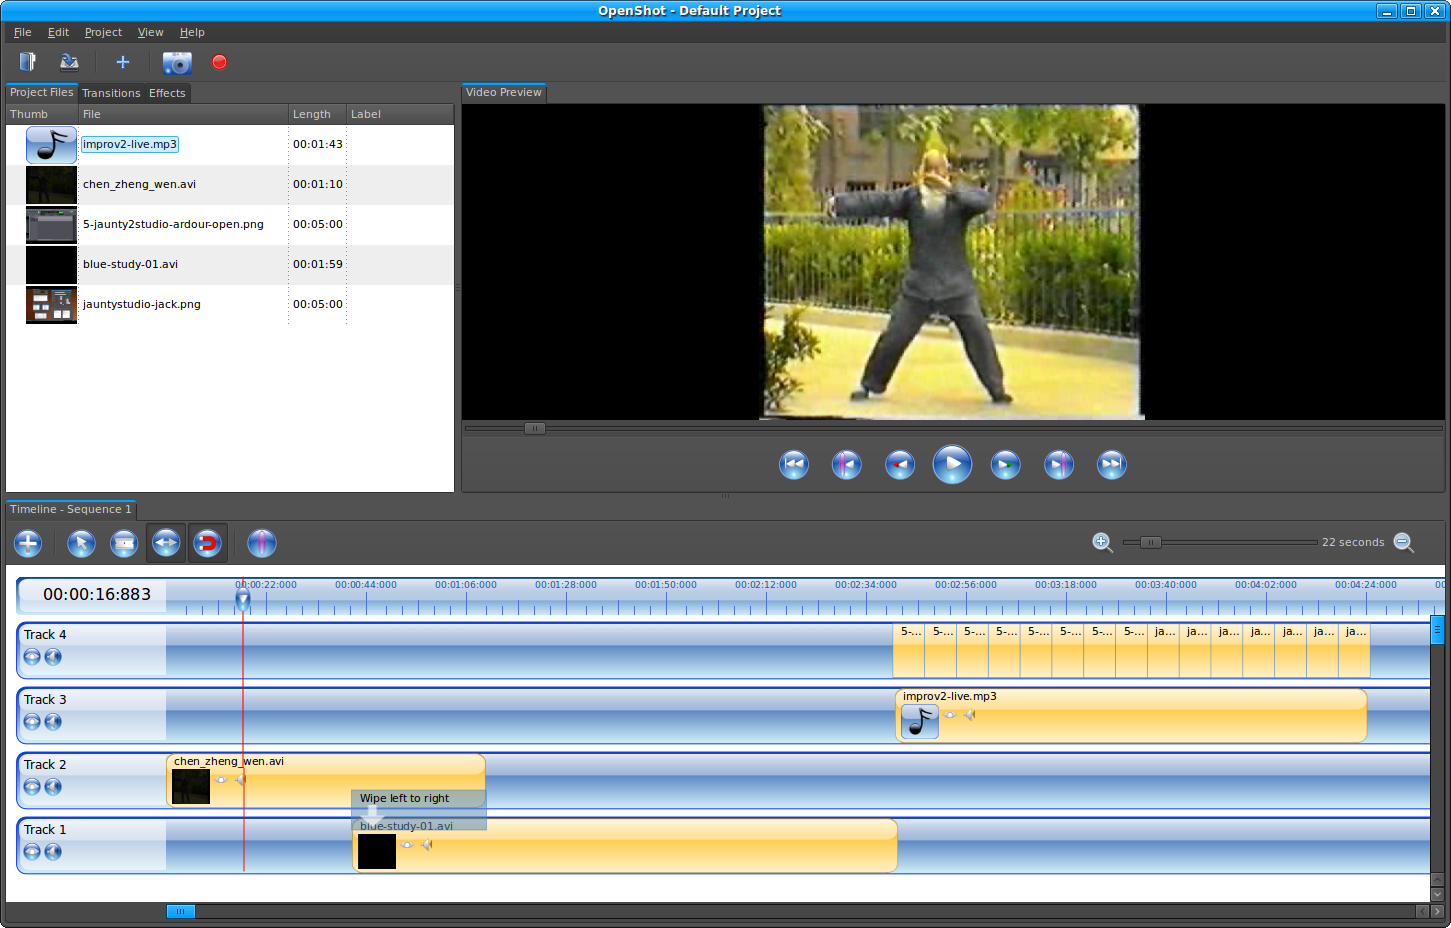 OpenShot - Default Project
File Edit Project View Help
Project Files Transitions Effects
Video Preview
Thumb File Length Label
improv2-live.mp3 00:01:43
chen_zheng_wen.avi 00:01:10
5-jaunty2studio-ardour-open.png 00:05:00
blue-study-01.avi 00:01:59
jauntystudio-jack.png 00:05:00
Timeline - Sequence 1
22 seconds
00:00:16:883
00:00:22:000 00:00:44:000 00:01:06:000 00:01:28:000 00:01:50:000 00:02:12:000 00:02:34:000 00:02:56:000 00:03:18:000 00:03:40:000 00:04:02:000 00:04:24:000 00
Track 4
5-... 5-... 5-... 5-... 5-... 5-... 5-... 5-... ja... ja... ja... ja... ja... ja... ja...
Track 3
improv2-live.mp3
Track 2
chen_zheng_wen.avi
Wipe left to right
Track 1
blue-study-01.avi